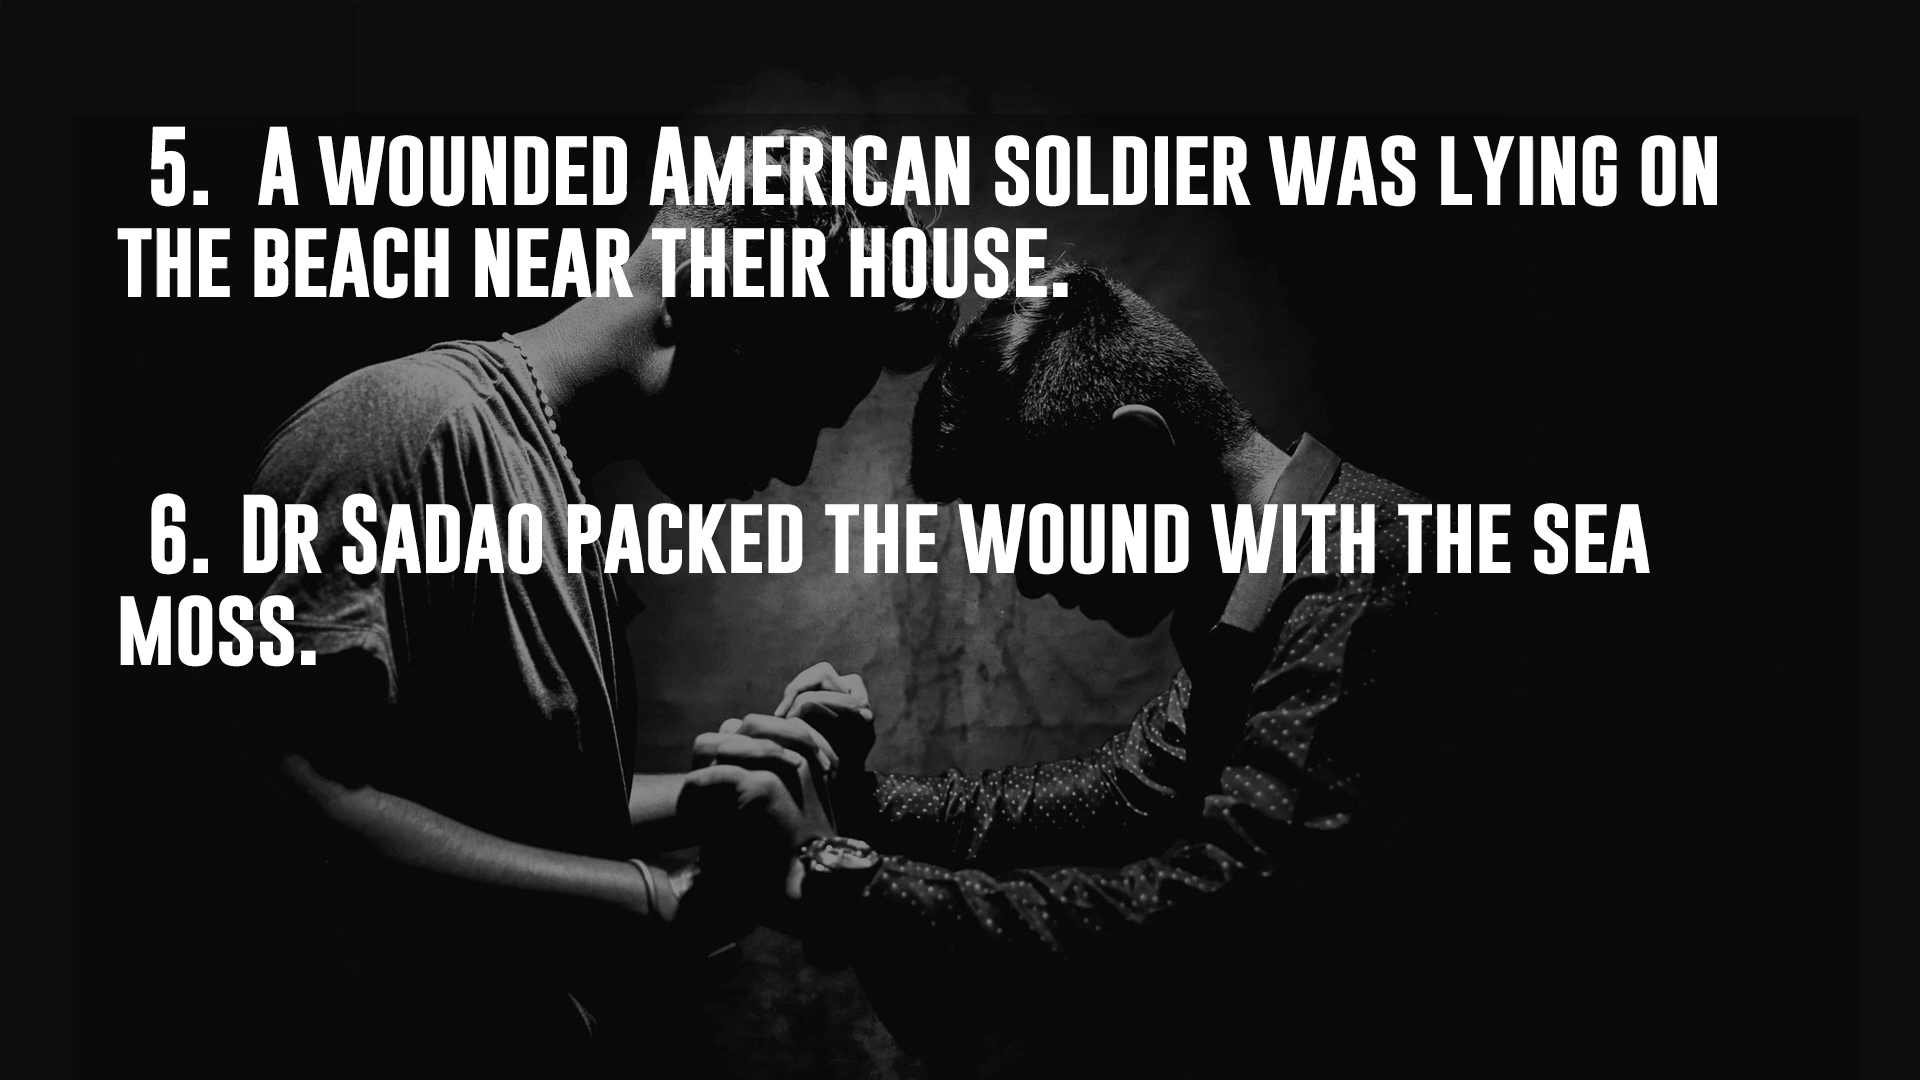 5. A wounded American soldier was lying on
the beach near their house.
6. Dr Sadao packed the wound with the sea
moss.